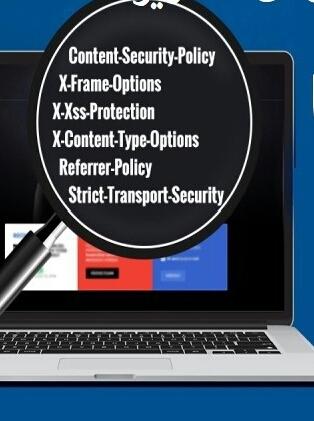 Content-Security-Policy
X-Frame-Options
X-Xss-Protection
X-Content-Type-Options
Referrer-Policy
Strict-Transport-Security